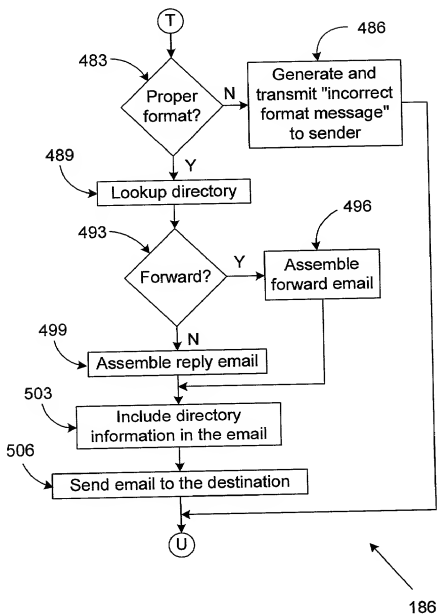 T
486
483
Proper
format?
N
Generate and
transmit "incorrect
format message"
to sender
Y
489
Lookup directory
493
496
Forward?
Y
Assemble
forward email
N
499
Assemble reply email
503
Include directory
information in the email
506
Send email to the destination
U
186